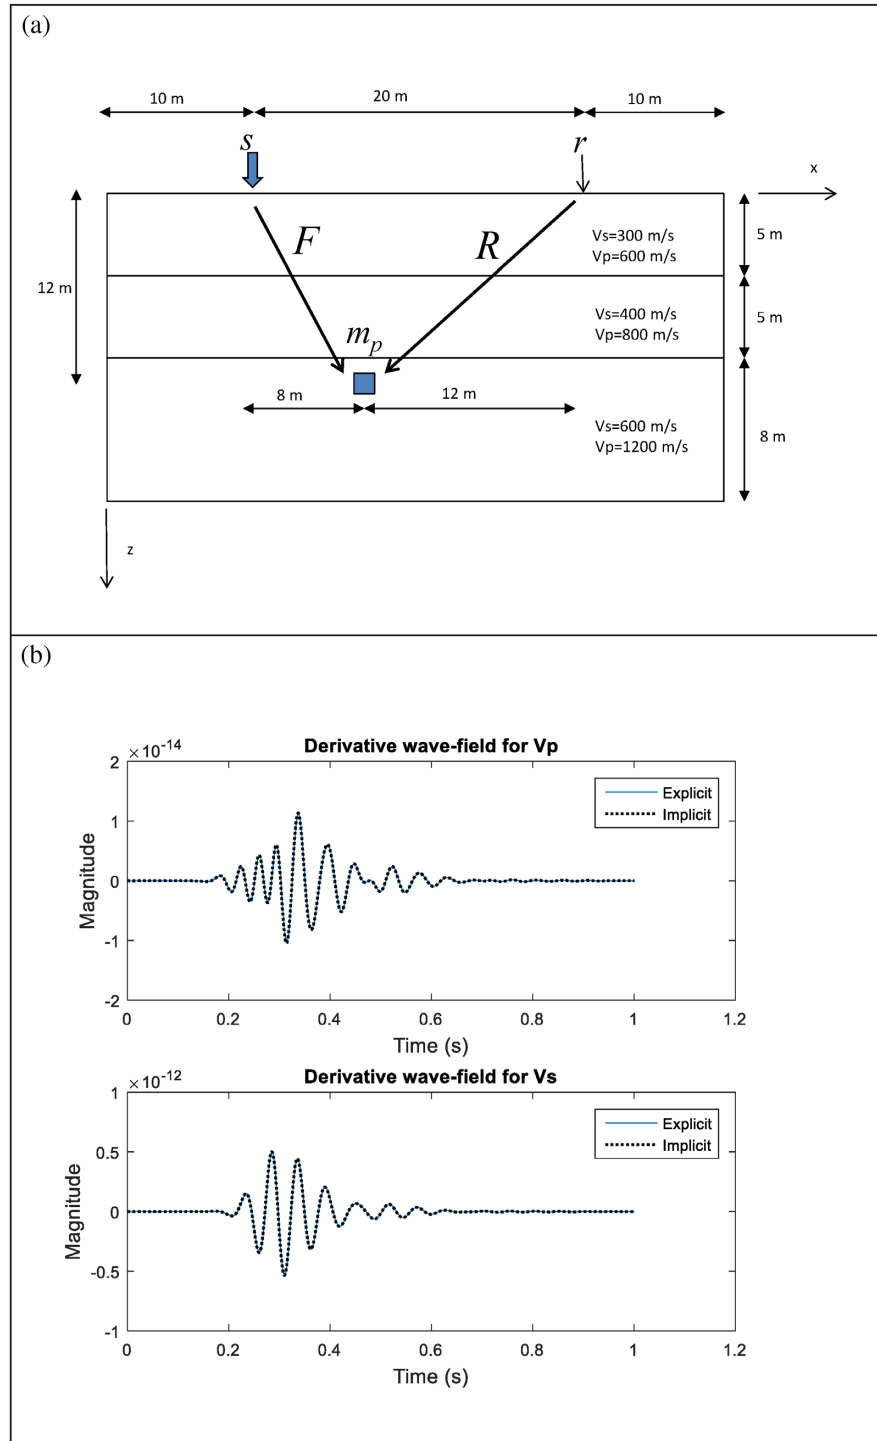 (a)
10 m
20 m
10 m
s
r
x
F
R
Vs=300 m/s
Vp=600 m/s
5 m
12 m
m_p
Vs=400 m/s
Vp=800 m/s
5 m
8 m
12 m
Vs=600 m/s
Vp=1200 m/s
8 m
z
(b)
×10^-14
Derivative wave-field for Vp
2
1
0
-1
-2
Magnitude
Explicit
Implicit
0 0.2 0.4 0.6 0.8 1 1.2
Time (s)
×10^-12
Derivative wave-field for Vs
1
0.5
0
-0.5
-1
Magnitude
Explicit
Implicit
0 0.2 0.4 0.6 0.8 1 1.2
Time (s)